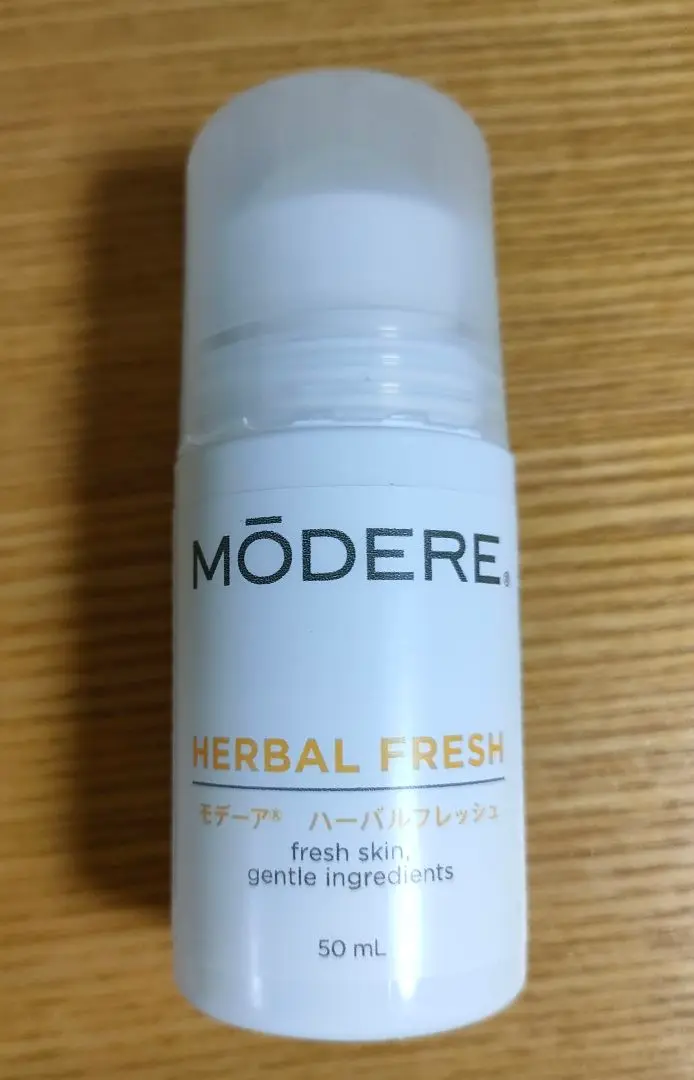 MŌDERE®
HERBAL FRESH
モデーア® ハーバルフレッシュ
fresh skin,
gentle ingredients
50 mL